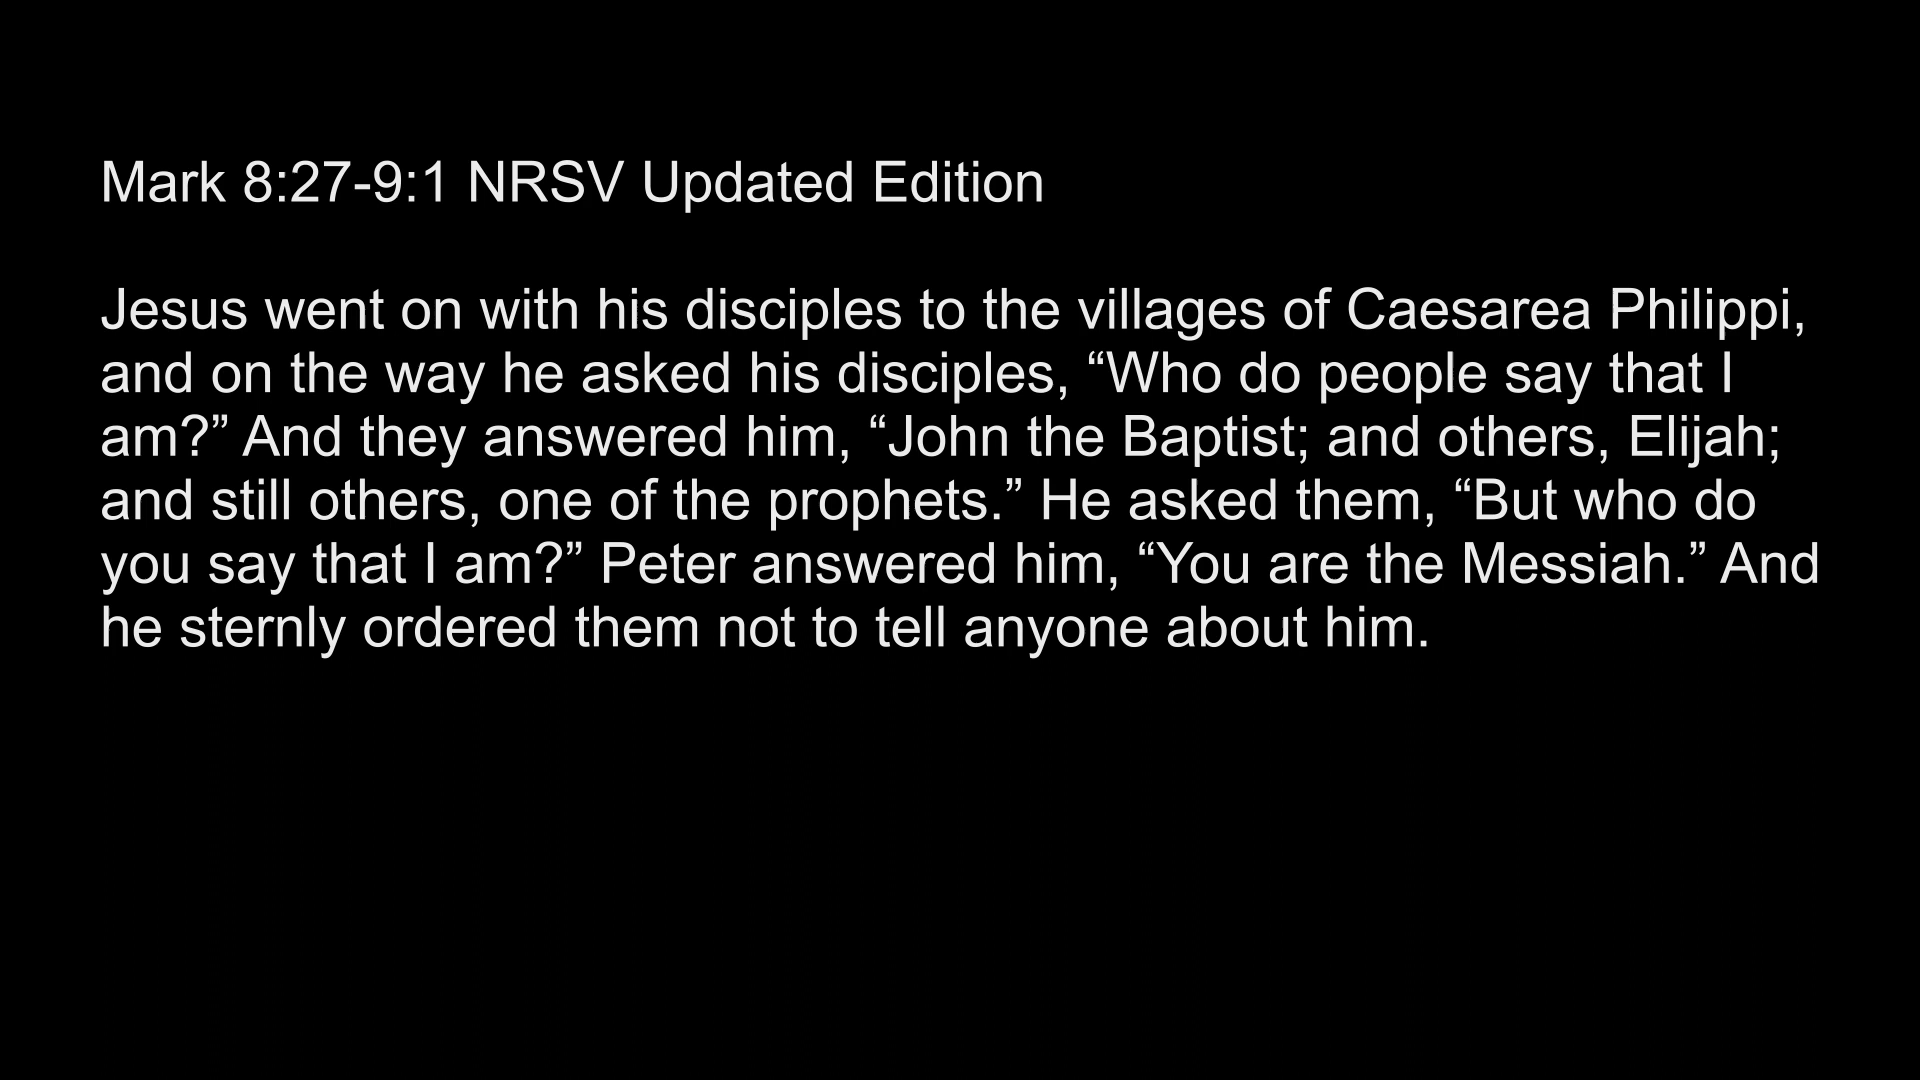 Mark 8:27-9:1 NRSV Updated Edition
Jesus went on with his disciples to the villages of Caesarea Philippi,
and on the way he asked his disciples, “Who do people say that I
am?” And they answered him, “John the Baptist; and others, Elijah;
and still others, one of the prophets.” He asked them, “But who do
you say that I am?” Peter answered him, “You are the Messiah.” And
he sternly ordered them not to tell anyone about him.